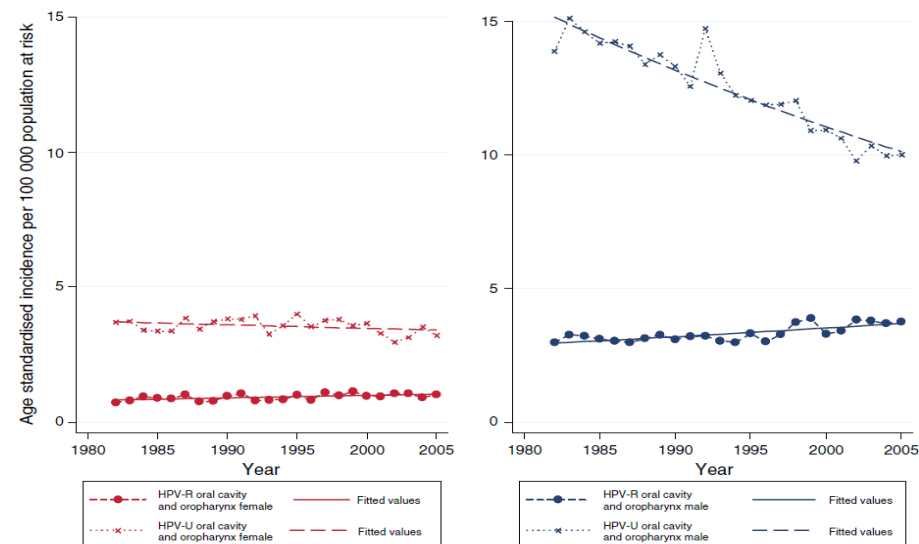 Age standardised incidence per 100 000 population at risk
15
10
5
0
1980 1985 1990 1995 2000 2005
Year
HPV-R oral cavity
and oropharynx female
Fitted values
HPV-U oral cavity
and oropharynx female
Fitted values
15
10
5
0
1980 1985 1990 1995 2000 2005
Year
HPV-R oral cavity
and oropharynx male
Fitted values
HPV-U oral cavity
and oropharynx male
Fitted values